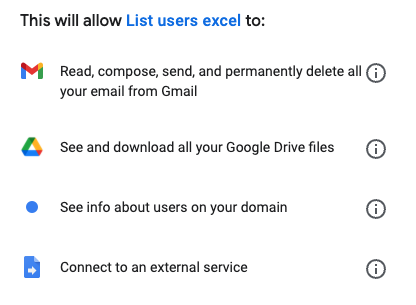 This will allow List users excel to:
Read, compose, send, and permanently delete all
your email from Gmail
See and download all your Google Drive files
See info about users on your domain
Connect to an external service